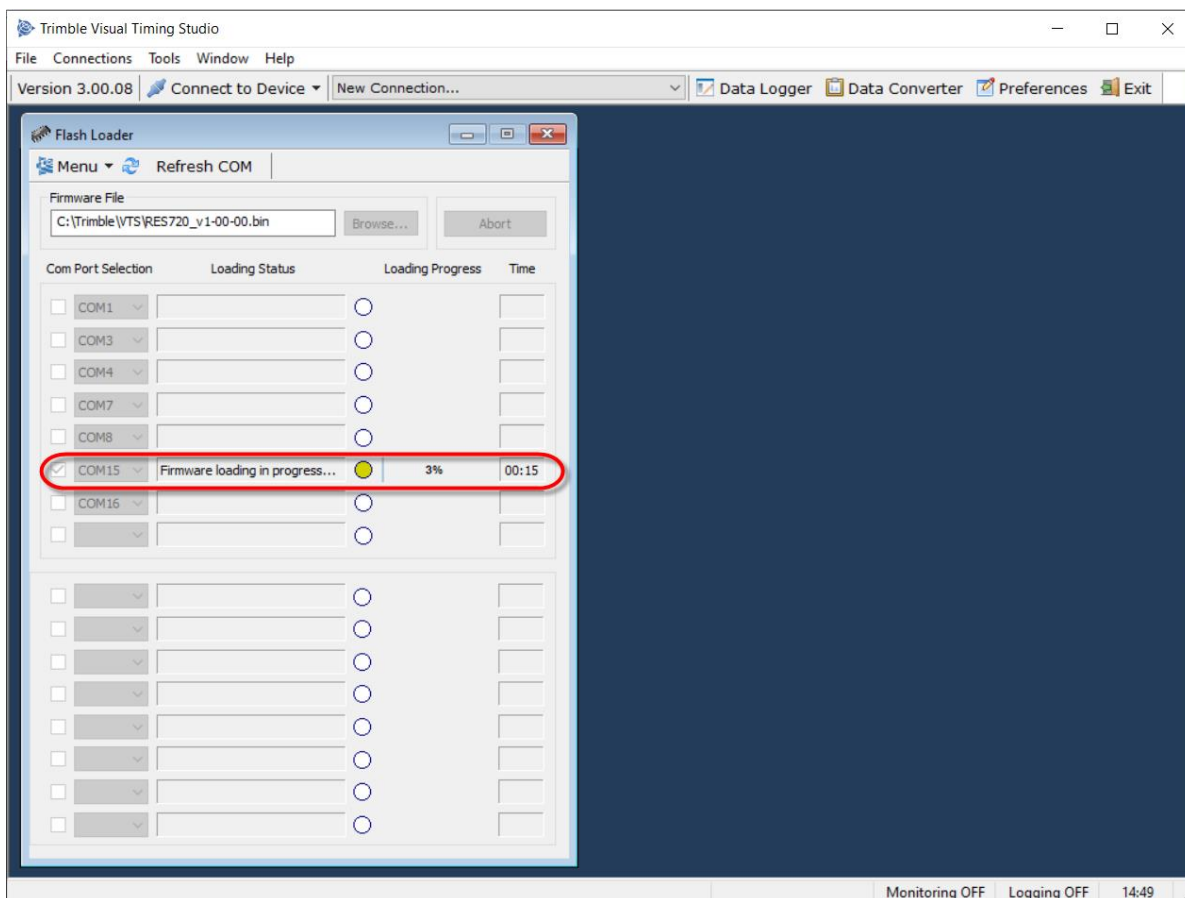 Trimble Visual Timing Studio
File Connections Tools Window Help
Version 3.00.08 Connect to Device New Connection... Data Logger Data Converter Preferences Exit
Flash Loader
Menu Refresh COM
Firmware File
C:\Trimble\VTS\RES720_v1-00-00.bin Browse... Abort
Com Port Selection Loading Status Loading Progress Time
COM1
COM3
COM4
COM7
COM8
COM15 Firmware loading in progress... 3% 00:15
COM16
Monitoring OFF Logging OFF 14:49